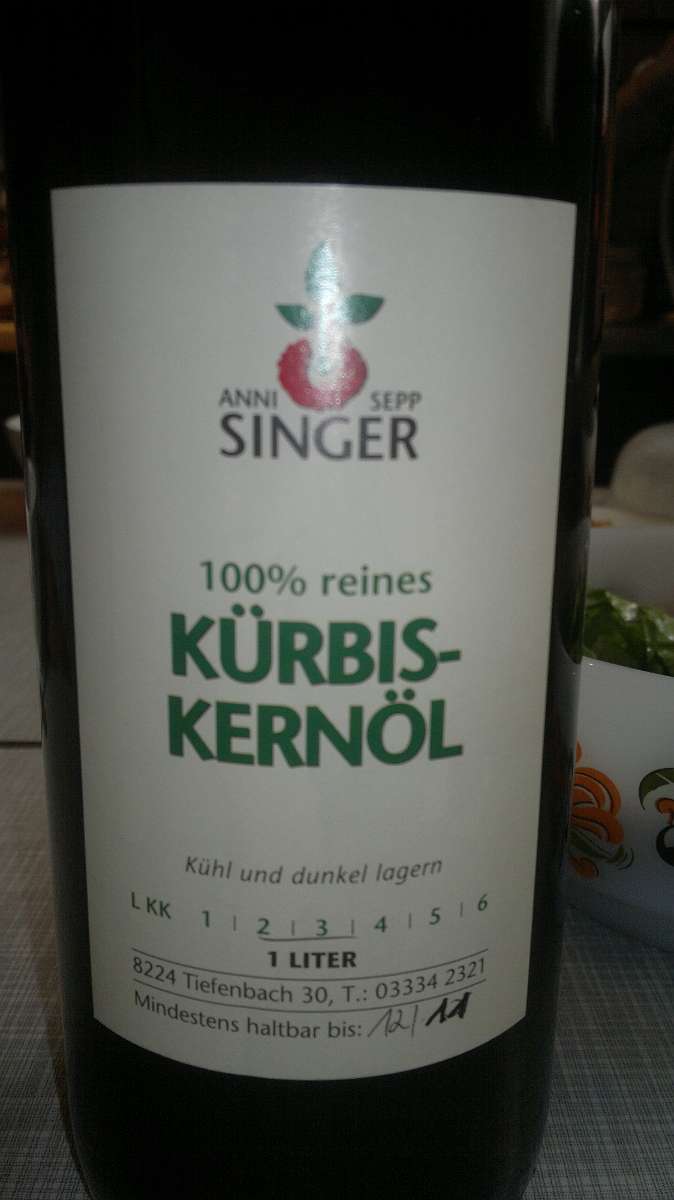 ANNI SEPP
SINGER
100% reines
KÜRBIS-
KERNÖL
Kühl und dunkel lagern
L KK 1 | 2 | 3 | 4 | 5 | 6
1 LITER
8224 Tiefenbach 30, T.: 03334 2321
Mindestens haltbar bis: 12/11